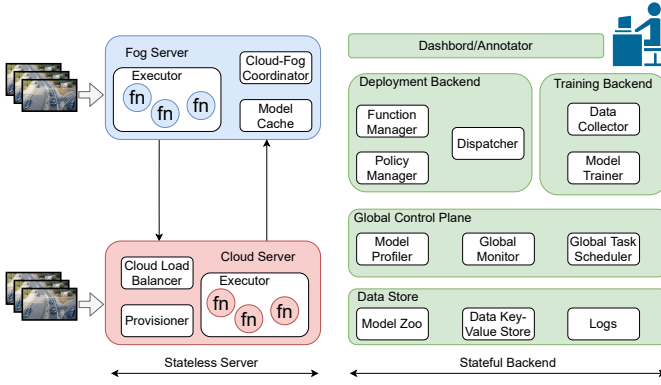 Fog Server
Executor
fn
fn
fn
Cloud-Fog
Coordinator
Model
Cache
Cloud Server
Cloud Load
Balancer
Provisioner
Executor
fn
fn
fn
Stateless Server
Dashbord/Annotator
Deployment Backend
Function
Manager
Policy
Manager
Dispatcher
Training Backend
Data
Collector
Model
Trainer
Global Control Plane
Model
Profiler
Global
Monitor
Global Task
Scheduler
Data Store
Model Zoo
Data Key-
Value Store
Logs
Stateful Backend